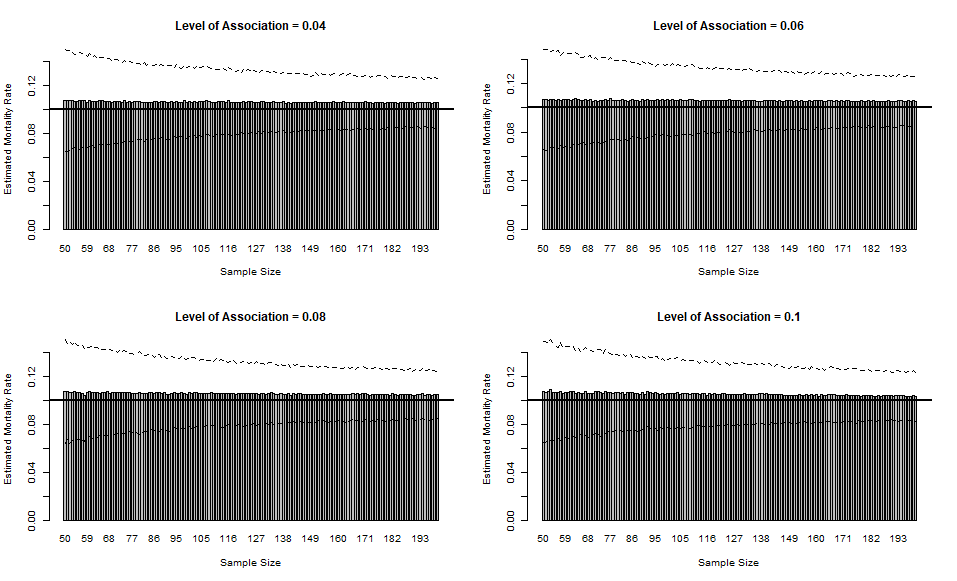 Level of Association = 0.04
Estimated Mortality Rate
0.00 0.04 0.08 0.12
50 59 68 77 86 95 105 116 127 138 149 160 171 182 193
Sample Size
Level of Association = 0.06
Estimated Mortality Rate
0.00 0.04 0.08 0.12
50 59 68 77 86 95 105 116 127 138 149 160 171 182 193
Sample Size
Level of Association = 0.08
Estimated Mortality Rate
0.00 0.04 0.08 0.12
50 59 68 77 86 95 105 116 127 138 149 160 171 182 193
Sample Size
Level of Association = 0.1
Estimated Mortality Rate
0.00 0.04 0.08 0.12
50 59 68 77 86 95 105 116 127 138 149 160 171 182 193
Sample Size